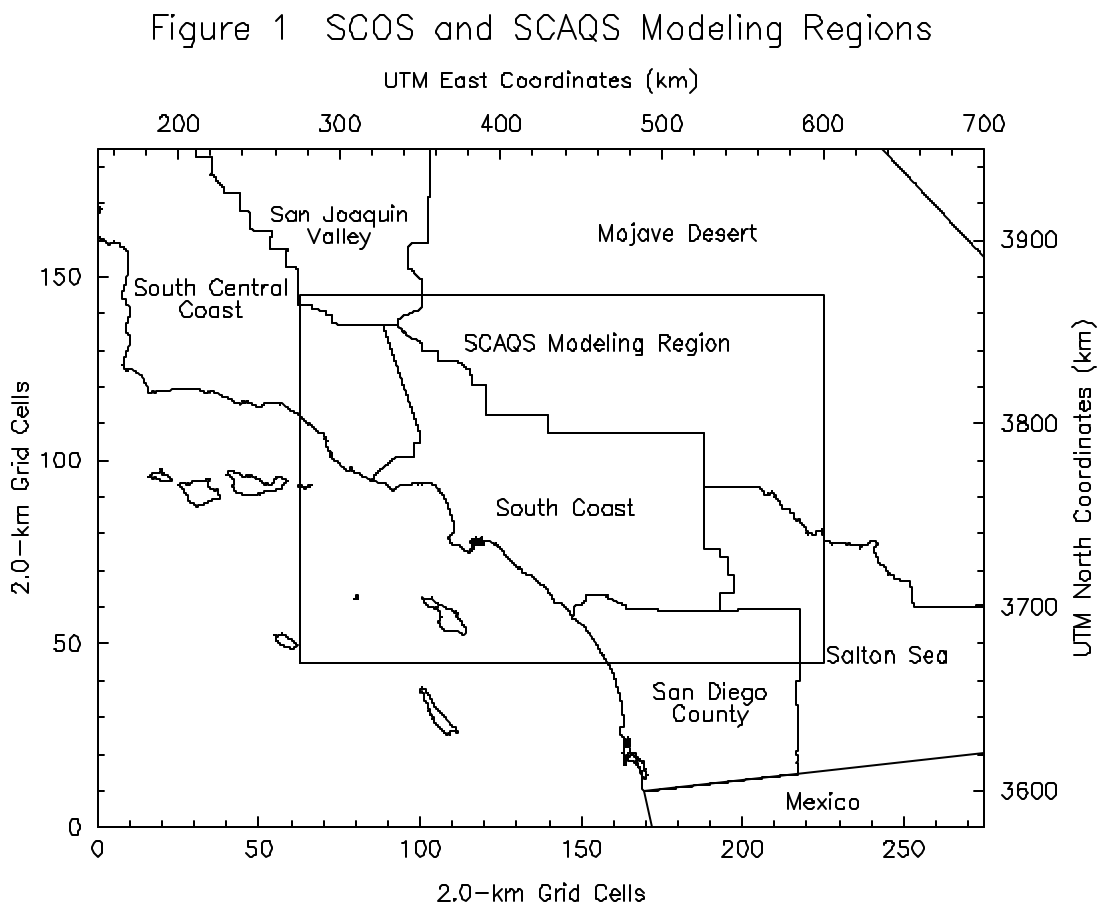 Figure 1 SCOS and SCAQS Modeling Regions
UTM East Coordinates (km)
200 300 400 500 600 700
San Joaquin
Valley
Mojave Desert
3900
150
South Central
Coast
SCAQS Modeling Region
3800
100
South Coast
2.0-km Grid Cells
UTM North Coordinates (km)
3700
50
Salton Sea
San Diego
County
3600
Mexico
0
0 50 100 150 200 250
2.0-km Grid Cells